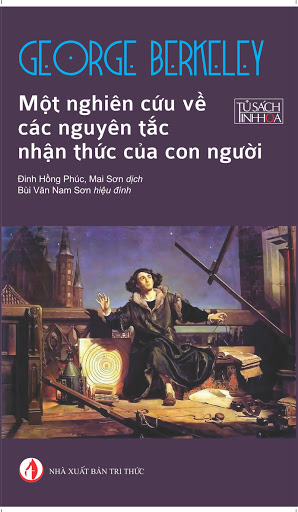 GEORGE BERKELEY
Một nghiên cứu về
các nguyên tắc
nhận thức của con người
TỦ SÁCH
TINH HOA
Đinh Hồng Phúc, Mai Sơn dịch
Bùi Văn Nam Sơn hiệu đính
NHÀ XUẤT BẢN TRI THỨC